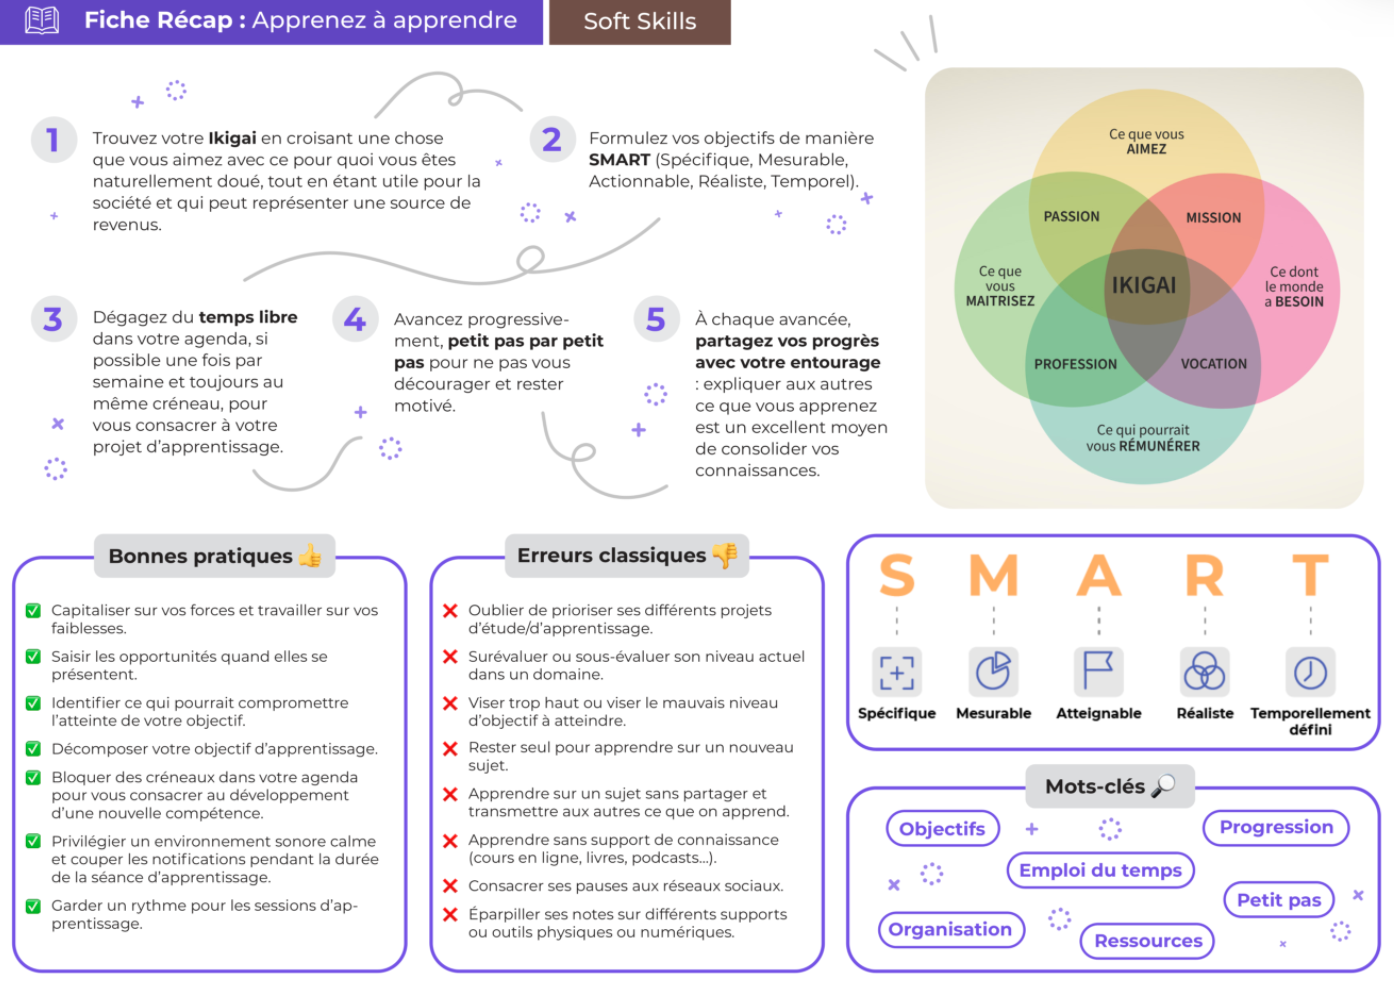 Fiche Récap : Apprenez à apprendre
Soft Skills
1
Trouvez votre Ikigai en croisant une chose
que vous aimez avec ce pour quoi vous êtes
naturellement doué, tout en étant utile pour la
société et qui peut représenter une source de
revenus.
2
Formulez vos objectifs de manière
SMART (Spécifique, Mesurable,
Actionnable, Réaliste, Temporel).
3
Dégagez du temps libre
dans votre agenda, si
possible une fois par
semaine et toujours au
même créneau, pour
vous consacrer à votre
projet d'apprentissage.
4
Avancez progressive-
ment, petit pas par petit
pas pour ne pas vous
décourager et rester
motivé.
5
À chaque avancée,
partagez vos progrès
avec votre entourage
: expliquer aux autres
ce que vous apprenez
est un excellent moyen
de consolider vos
connaissances.
Ce que vous
AIMEZ
PASSION
MISSION
Ce que
vous
MAITRISEZ
IKIGAI
Ce dont
le monde
a BESOIN
PROFESSION
VOCATION
Ce qui pourrait
vous RÉMUNÉRER
Bonnes pratiques
Capitaliser sur vos forces et travailler sur vos
faiblesses.
Saisir les opportunités quand elles se
présentent.
Identifier ce qui pourrait compromettre
l'atteinte de votre objectif.
Décomposer votre objectif d'apprentissage.
Bloquer des créneaux dans votre agenda
pour vous consacrer au développement
d'une nouvelle compétence.
Privilégier un environnement sonore calme
et couper les notifications pendant la durée
de la séance d'apprentissage.
Garder un rythme pour les sessions d'ap-
prentissage.
Erreurs classiques
Oublier de prioriser ses différents projets
d'étude/d'apprentissage.
Surévaluer ou sous-évaluer son niveau actuel
dans un domaine.
Viser trop haut ou viser le mauvais niveau
d'objectif à atteindre.
Rester seul pour apprendre sur un nouveau
sujet.
Apprendre sur un sujet sans partager et
transmettre aux autres ce que on apprend.
Apprendre sans support de connaissance
(cours en ligne, livres, podcasts...).
Consacrer ses pauses aux réseaux sociaux.
Éparpiller ses notes sur différents supports
ou outils physiques ou numériques.
S M A R T
Spécifique
Mesurable
Atteignable
Réaliste
Temporellement
défini
Mots-clés
Objectifs
Progression
Emploi du temps
Petit pas
Organisation
Ressources